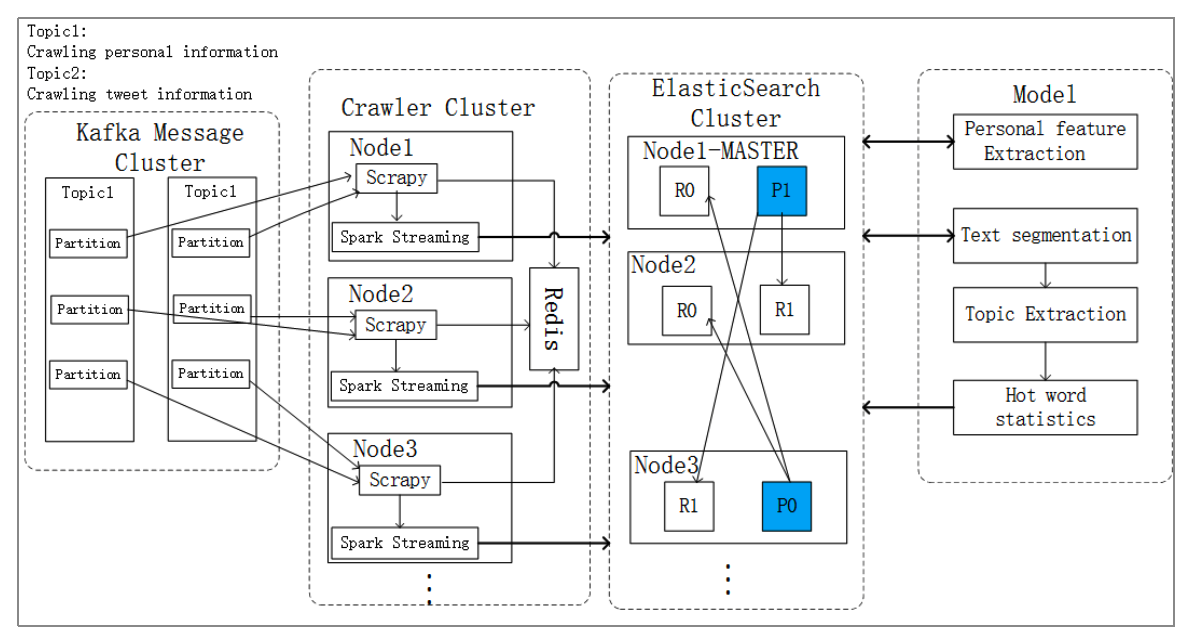 Topic1:
Crawling personal information
Topic2:
Crawling tweet information
Kafka Message
Cluster
Topic1
Partition
Partition
Partition
Topic1
Partition
Partition
Partition
Crawler Cluster
Node1
Scrapy
Spark Streaming
Node2
Scrapy
Spark Streaming
Node3
Scrapy
Spark Streaming
Redis
ElasticSearch
Cluster
Node1-MASTER
R0
P1
Node2
R0
R1
Node3
R1
P0
Model
Personal feature
Extraction
Text segmentation
Topic Extraction
Hot word
statistics